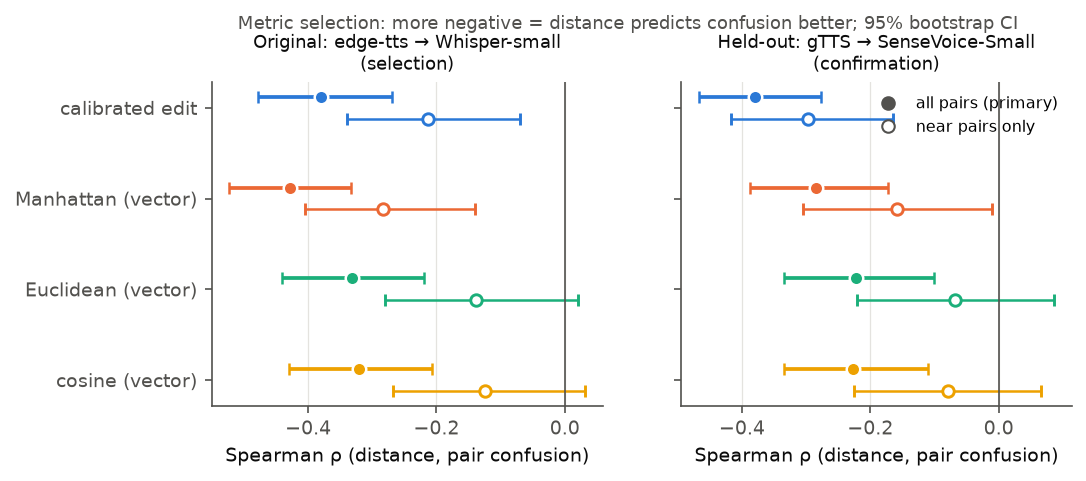 Metric selection: more negative = distance predicts confusion better; 95% bootstrap CI
Original: edge-tts → Whisper-small
(selection)
Held-out: gTTS → SenseVoice-Small
(confirmation)
calibrated edit
Manhattan (vector)
Euclidean (vector)
cosine (vector)
all pairs (primary)
near pairs only
−0.4
−0.2
0.0
−0.4
−0.2
0.0
Spearman ρ (distance, pair confusion)
Spearman ρ (distance, pair confusion)